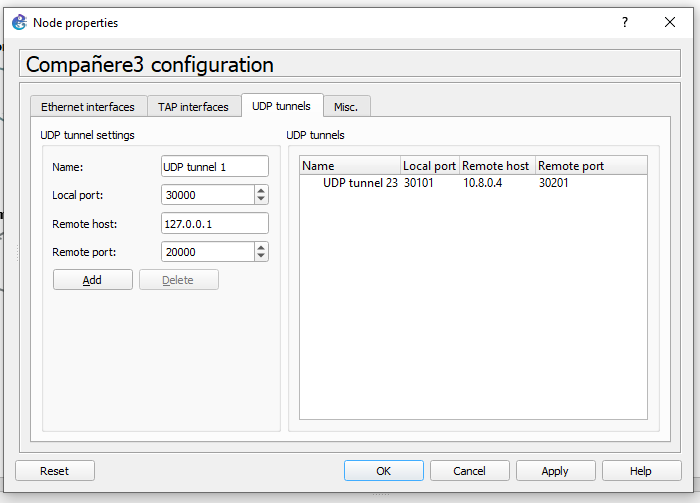 Node properties
?
Compañere3 configuration
Ethernet interfaces TAP interfaces UDP tunnels Misc.
UDP tunnel settings
Name: UDP tunnel 1
Local port: 30000
Remote host: 127.0.0.1
Remote port: 20000
Add Delete
UDP tunnels
Name Local port Remote host Remote port
UDP tunnel 23 30101 10.8.0.4 30201
Reset OK Cancel Apply Help